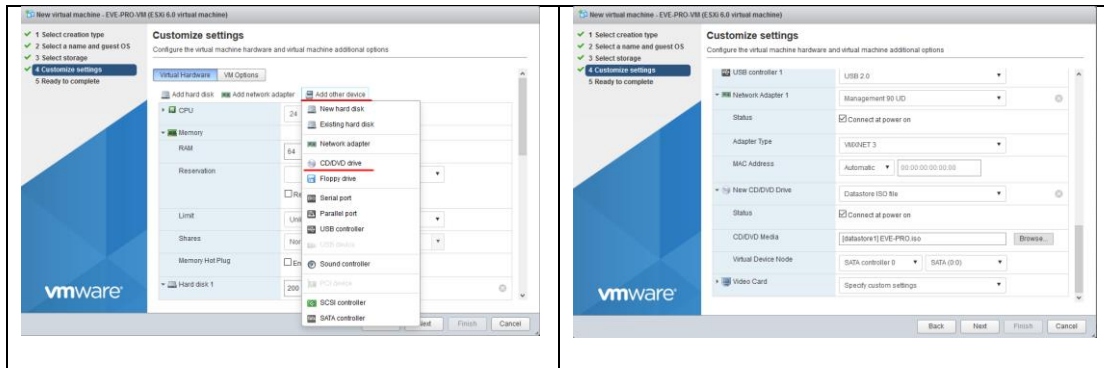 New virtual machine - EVE-PRO-VM (ESXi 6.0 virtual machine)
1 Select creation type
2 Select a name and guest OS
3 Select storage
4 Customize settings
5 Ready to complete
vmware
Customize settings
Configure the virtual machine hardware and virtual machine additional options
Virtual Hardware VM Options
Add hard disk Add network adapter Add other device
CPU 24
Memory
RAM 64
Reservation
Limit
Shares
Memory Hot Plug
Hard disk 1 200
New hard disk
Existing hard disk
Network adapter
CD/DVD drive
Floppy drive
Serial port
Parallel port
USB controller
USB device
Sound controller
PCI device
SCSI controller
SATA controller
Finish Cancel
New virtual machine - EVE-PRO-VM (ESXi 6.0 virtual machine)
1 Select creation type
2 Select a name and guest OS
3 Select storage
4 Customize settings
5 Ready to complete
vmware
Customize settings
Configure the virtual machine hardware and virtual machine additional options
USB controller 1 USB 2.0
Network Adapter 1 Management 90 UD
Status Connect at power on
Adapter Type VMXNET 3
MAC Address Automatic 00:00:00:00:00:00
New CD/DVD Drive Datastore ISO file
Status Connect at power on
CD/DVD Media [datastore1] EVE-PRO.iso Browse...
Virtual Device Node SATA controller 0 SATA (0:0)
Video Card Specify custom settings
Back Next Finish Cancel